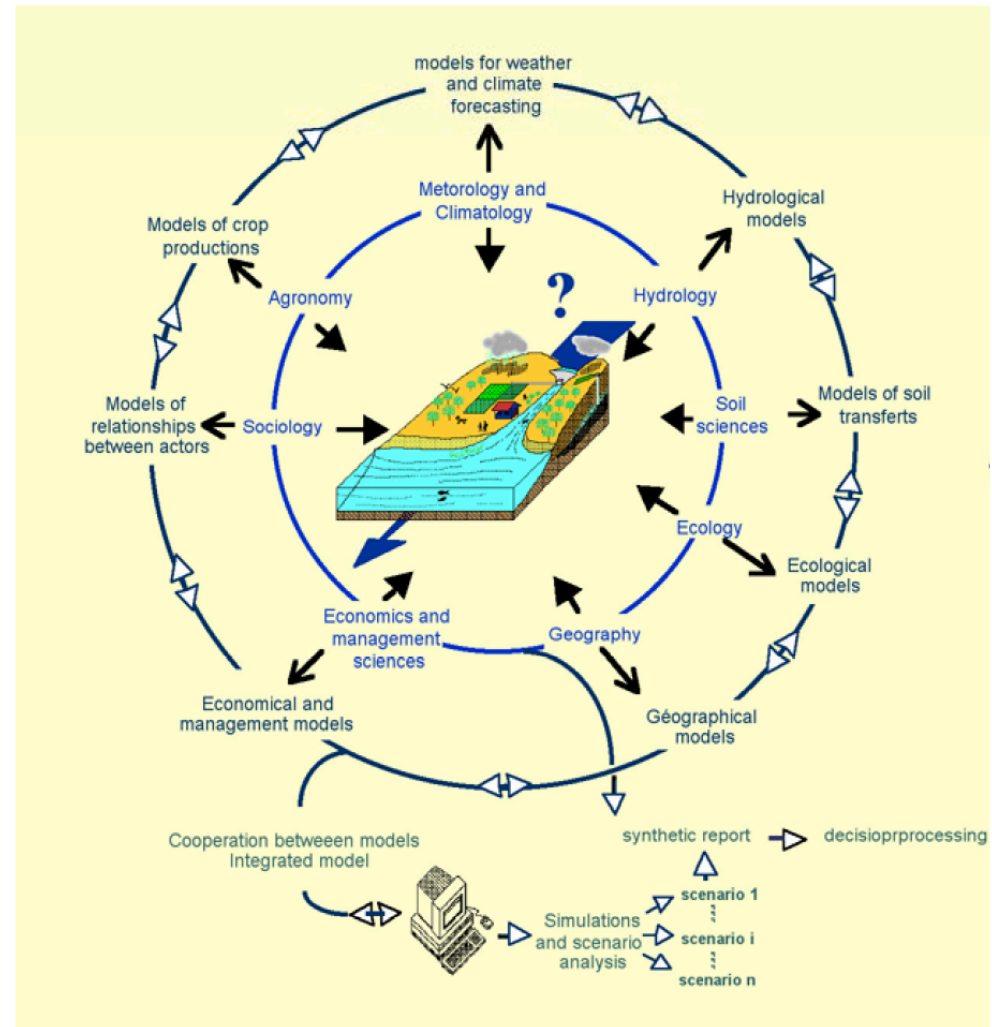 models for weather
and climate
forecasting
Metorology and
Climatology
Hydrological
models
Models of crop
productions
Agronomy
?
Hydrology
Models of
relationships
between actors
Sociology
Soil
sciences
Models of soil
transferts
Ecology
Ecological
models
Economics and
management
sciences
Geography
Economical and
management models
Géographical
models
Cooperation betweeen models
Integrated model
synthetic report
decisioprprocessing
Simulations
and scenario
analysis
scenario 1
scenario i
scenario n